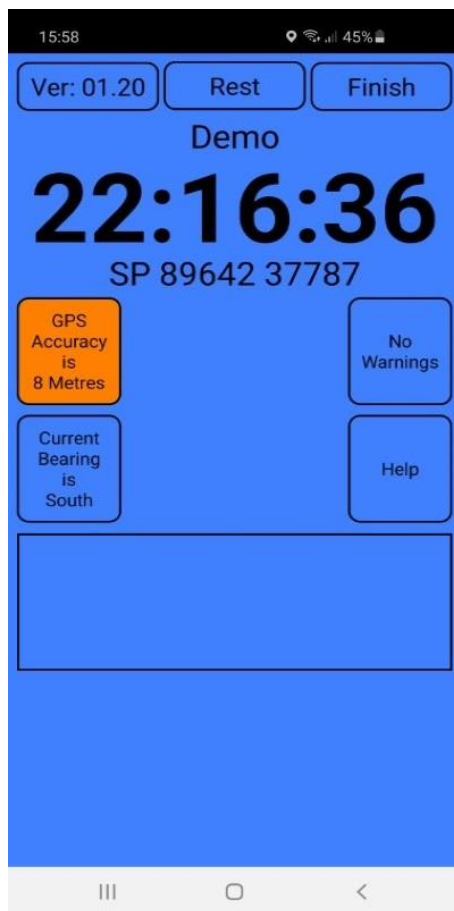 15:58 45%
Ver: 01.20 Rest Finish
Demo
22:16:36
SP 89642 37787
GPS
Accuracy
is
8 Metres
No
Warnings
Current
Bearing
is
South
Help